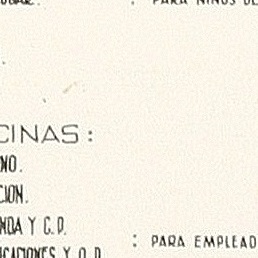 PARA NIÑOS DE
CINAS:
NO.
CION.
NDA Y C.P.
: PARA EMPLEAD
ICACIONES Y O.P.